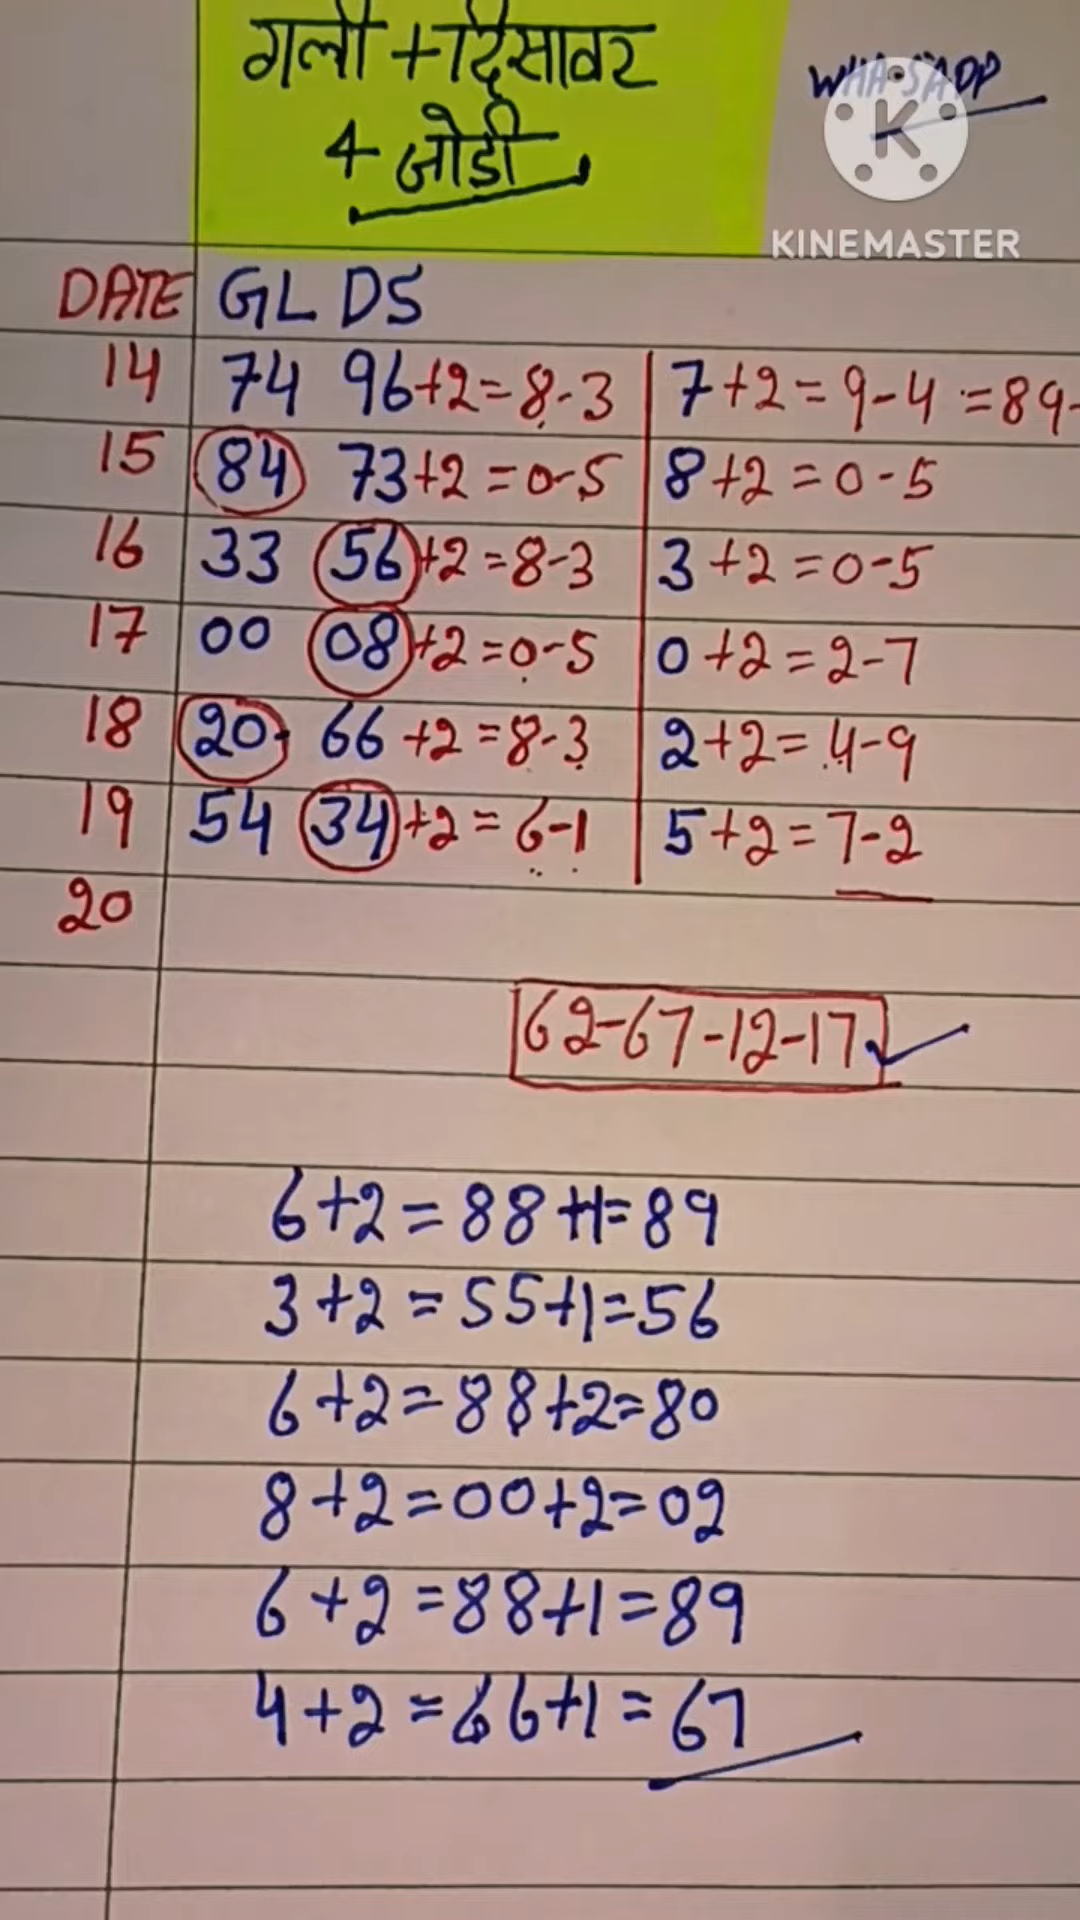 गली + दिसावर
4 जोडी
WHATSAPP
KINEMASTER
DATE GL DS
14 74 96+2=8-3 7+2=9-4 =89-
15 84 73+2=0-5 8+2=0-5
16 33 56+2=8-3 3+2=0-5
17 00 08+2=0-5 0+2=2-7
18 20- 66+2=8-3 2+2=4-9
19 54 34+2=6-1 5+2=7-2
20
62-67-12-17
6+2=88+1=89
3+2=55+1=56
6+2=88+2=80
8+2=00+2=02
6+2=88+1=89
4+2=66+1=67